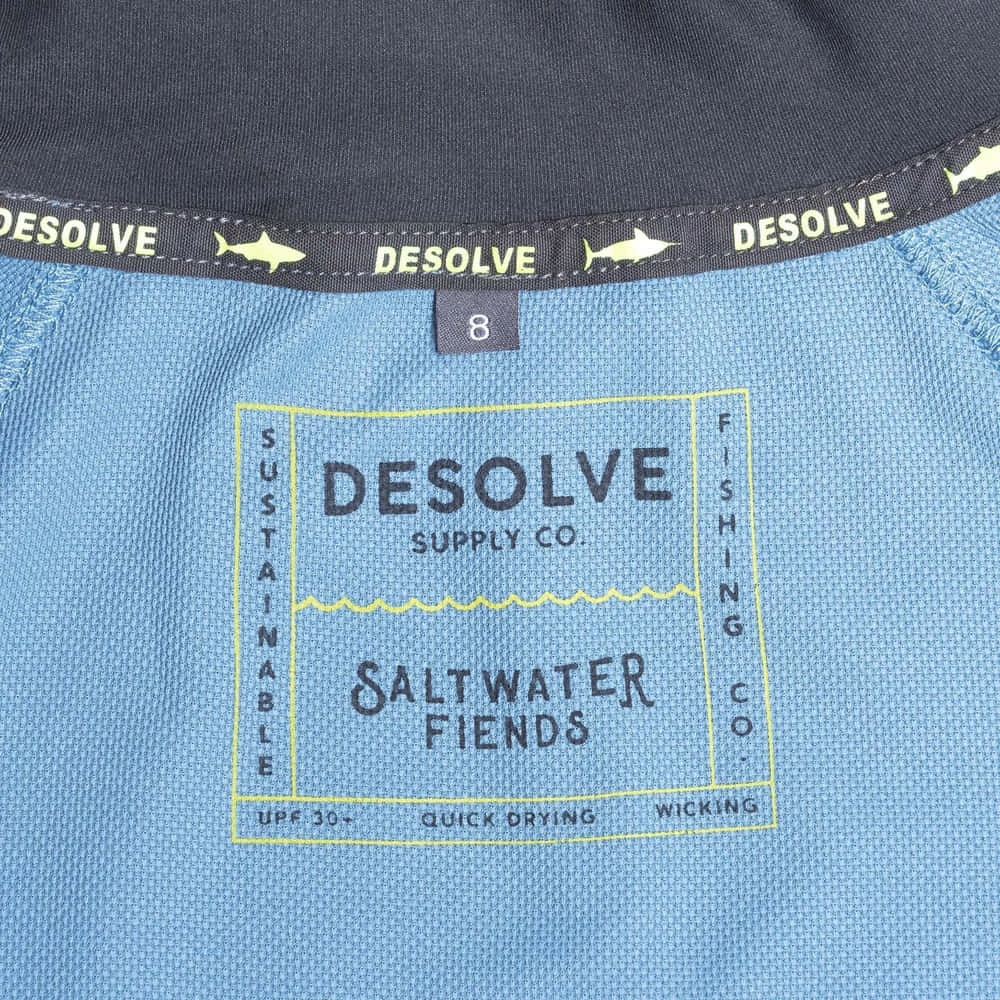 DESOLVE DESOLVE DESOLVE
8
SUSTAINABLE
DESOLVE
SUPPLY CO.
SALTWATER
FIENDS
FISHING CO.
UPF 30+ QUICK DRYING WICKING